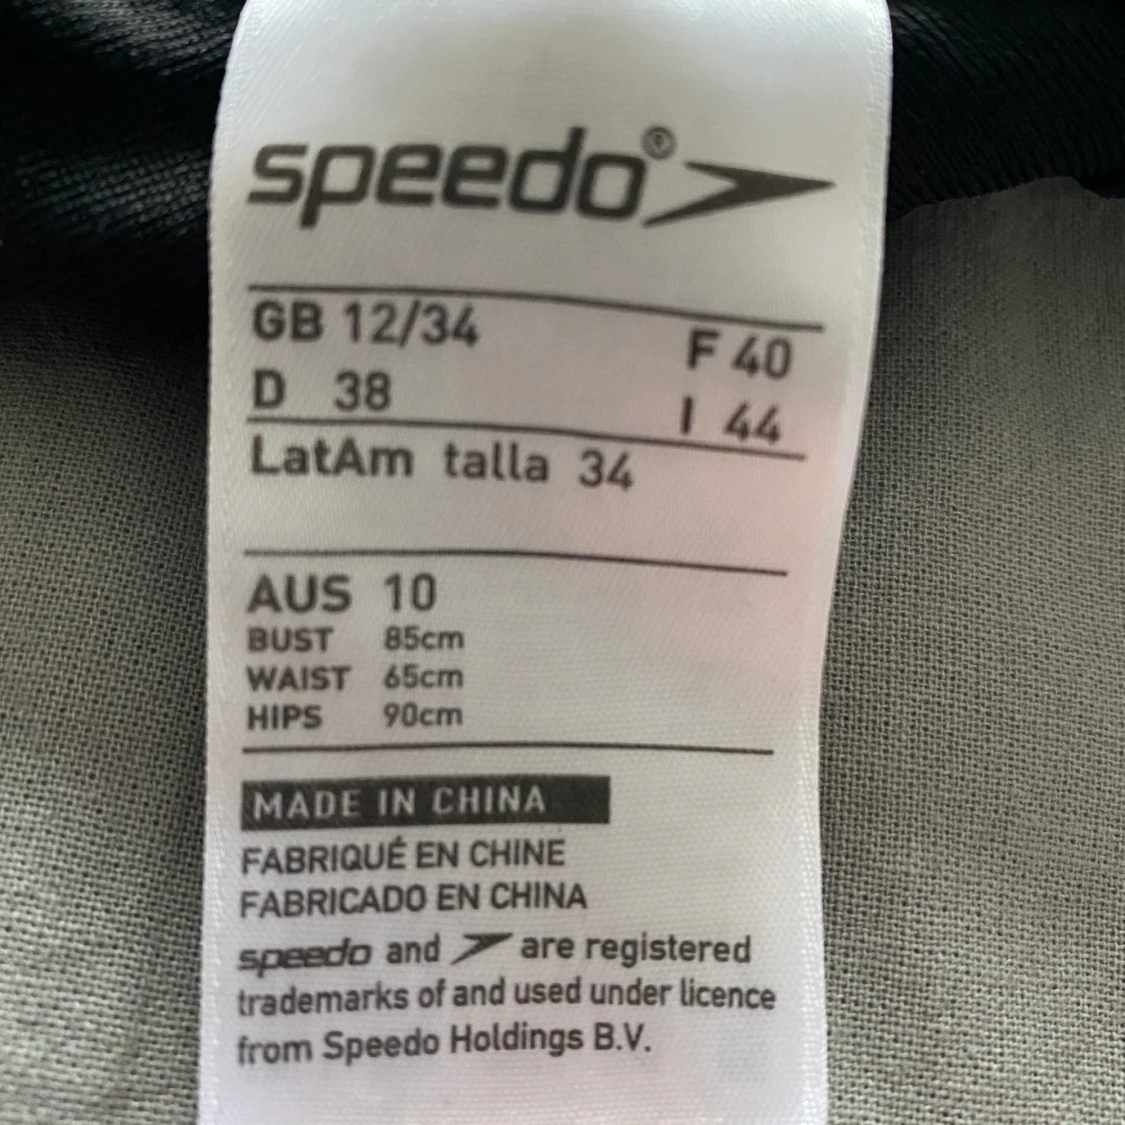 speedo®
GB 12/34 F 40
D 38 I 44
LatAm talla 34
AUS 10
BUST 85cm
WAIST 65cm
HIPS 90cm
MADE IN CHINA
FABRIQUÉ EN CHINE
FABRICADO EN CHINA
speedo and are registered
trademarks of and used under licence
from Speedo Holdings B.V.